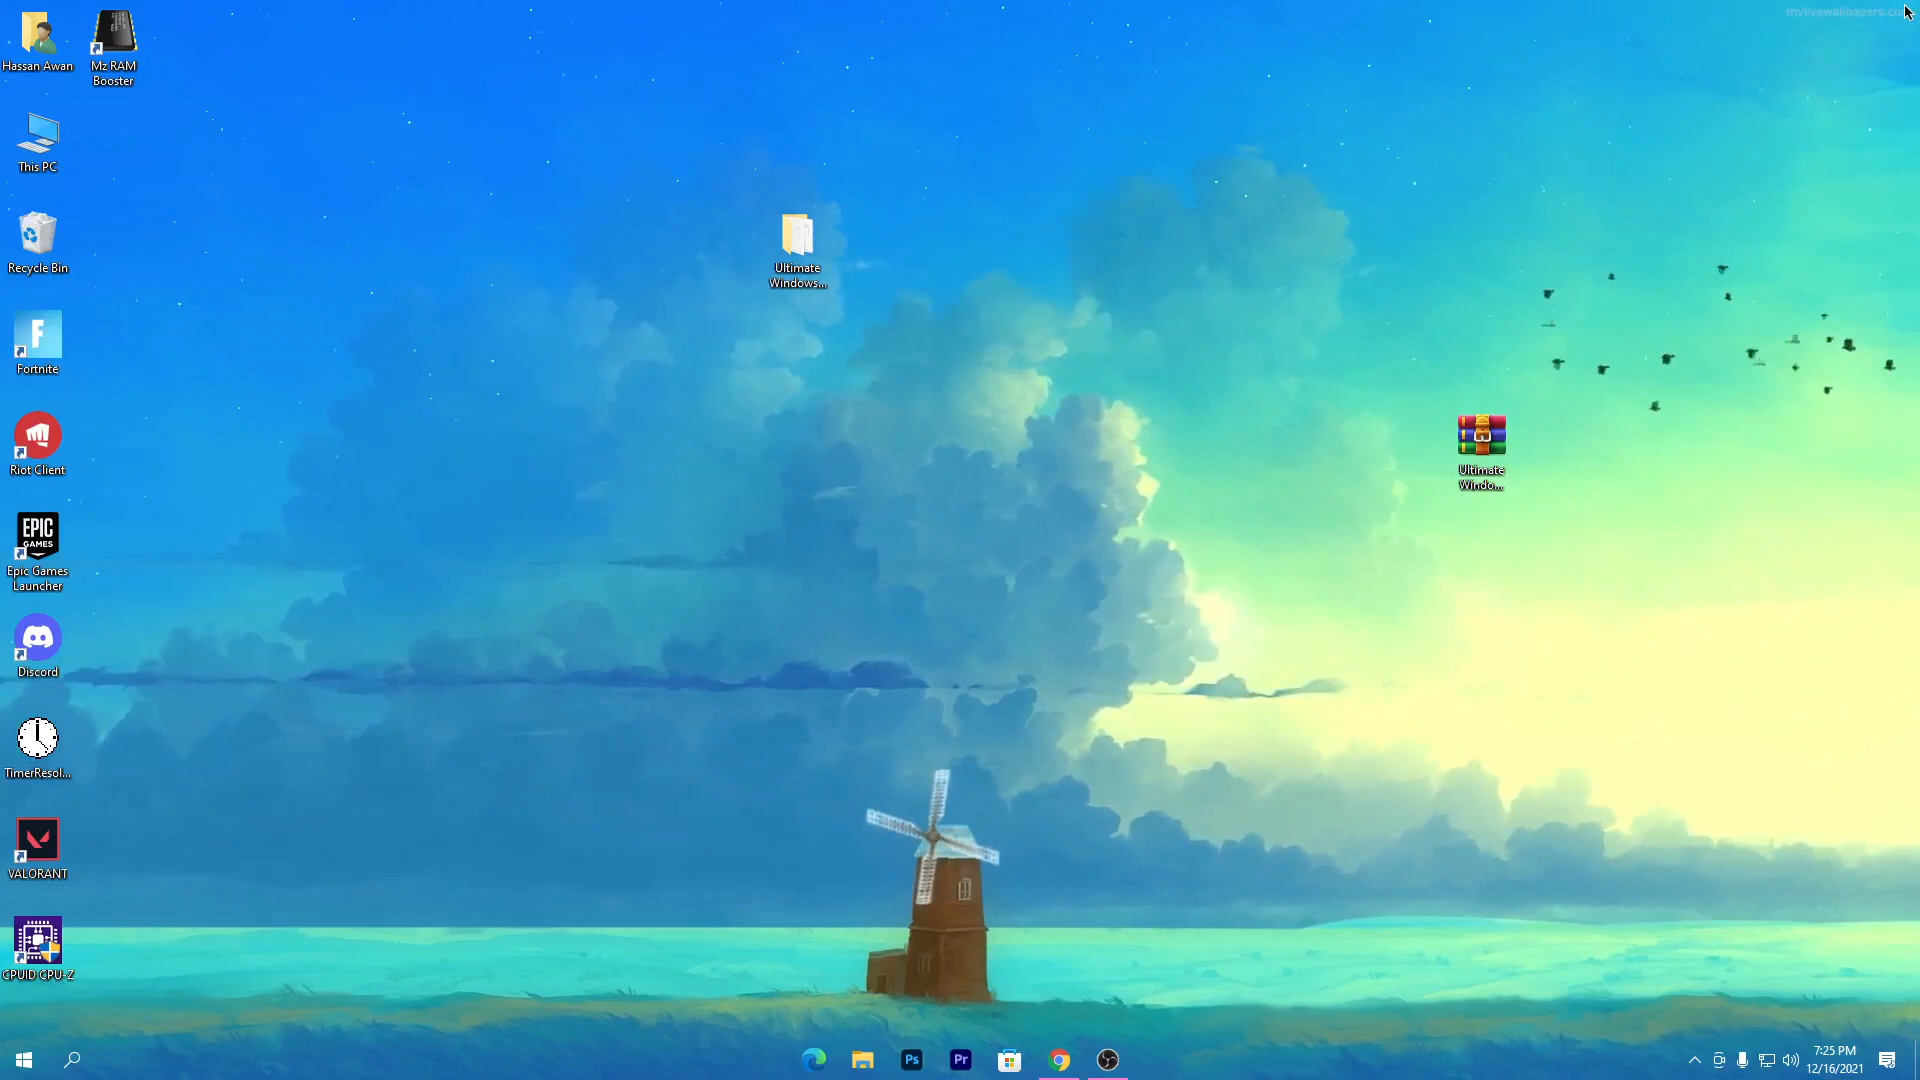 mylivewallpapers.com
Hassan Awan
Mz RAM
Booster
This PC
Recycle Bin
Ultimate
Windows...
F
Fortnite
Riot Client
Ultimate
Windo...
EPIC
GAMES
Epic Games
Launcher
Discord
TimerResol...
VALORANT
CPUID CPU-Z
Ps
Pr
7:25 PM
12/16/2021